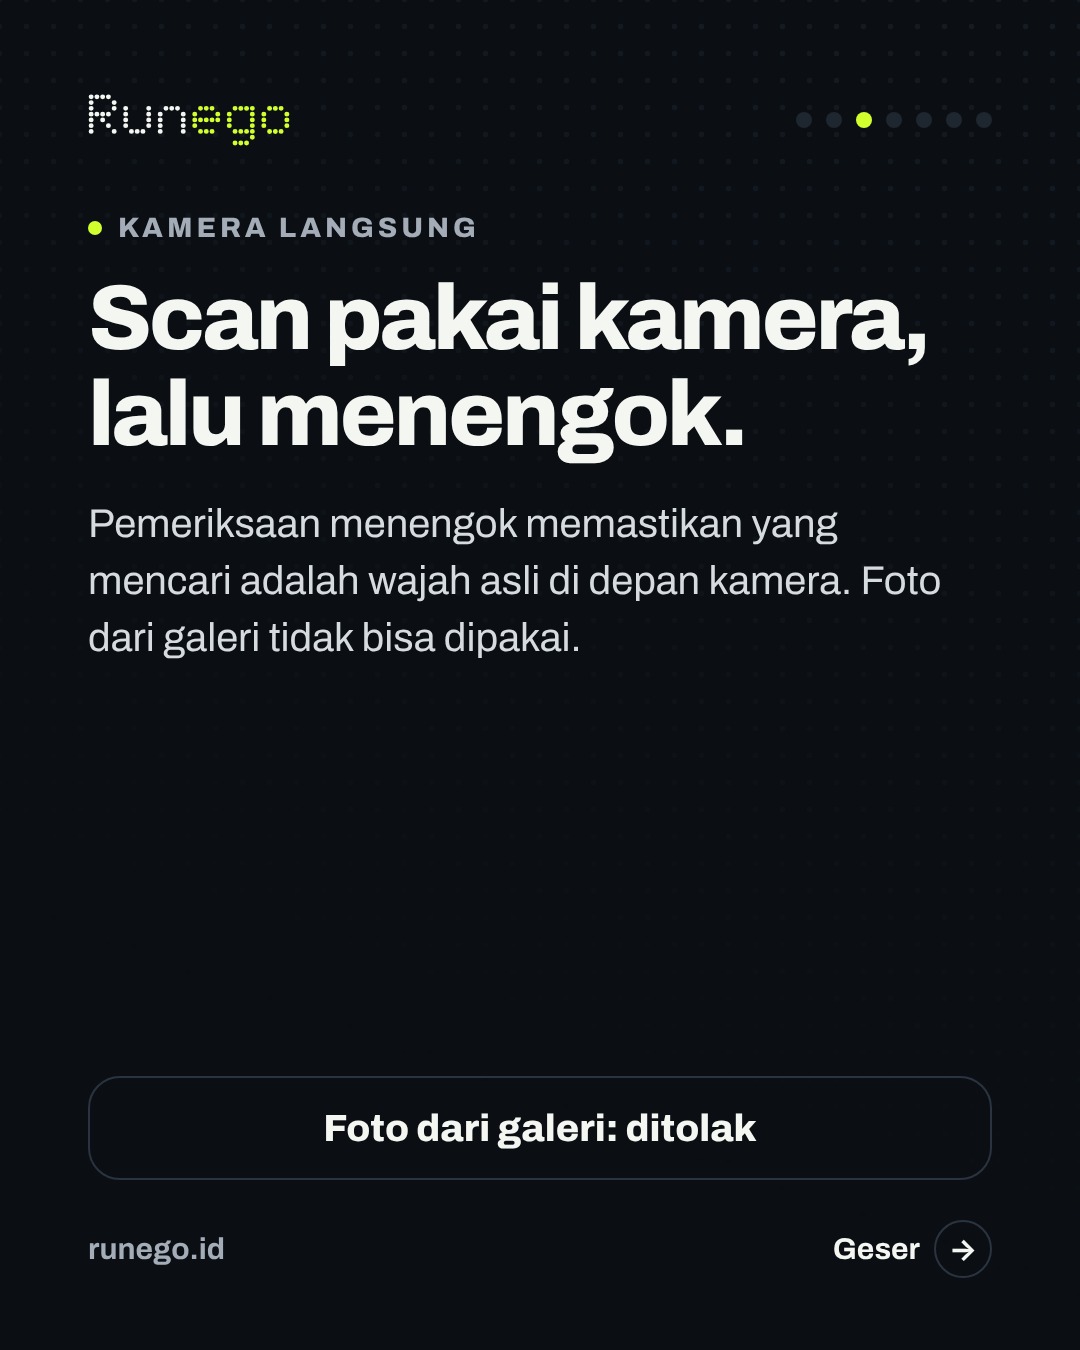 Runego
KAMERA LANGSUNG
Scan pakai kamera,
lalu menengok.
Pemeriksaan menengok memastikan yang
mencari adalah wajah asli di depan kamera. Foto
dari galeri tidak bisa dipakai.
Foto dari galeri: ditolak
runego.id
Geser